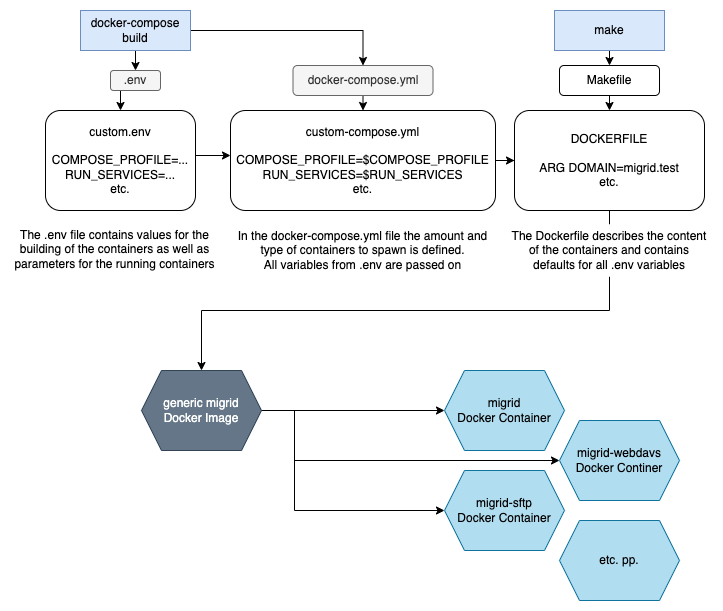 docker-compose
build
make
.env
docker-compose.yml
Makefile
custom.env
COMPOSE_PROFILE=...
RUN_SERVICES=...
etc.
custom-compose.yml
COMPOSE_PROFILE=$COMPOSE_PROFILE
RUN_SERVICES=$RUN_SERVICES
etc.
DOCKERFILE
ARG DOMAIN=migrid.test
etc.
The .env file contains values for the
building of the containers as well as
parameters for the running containers
In the docker-compose.yml file the amount and
type of containers to spawn is defined.
All variables from .env are passed on
The Dockerfile describes the content
of the containers and contains
defaults for all .env variables
generic migrid
Docker Image
migrid
Docker Container
migrid-webdavs
Docker Continer
migrid-sftp
Docker Container
etc. pp.